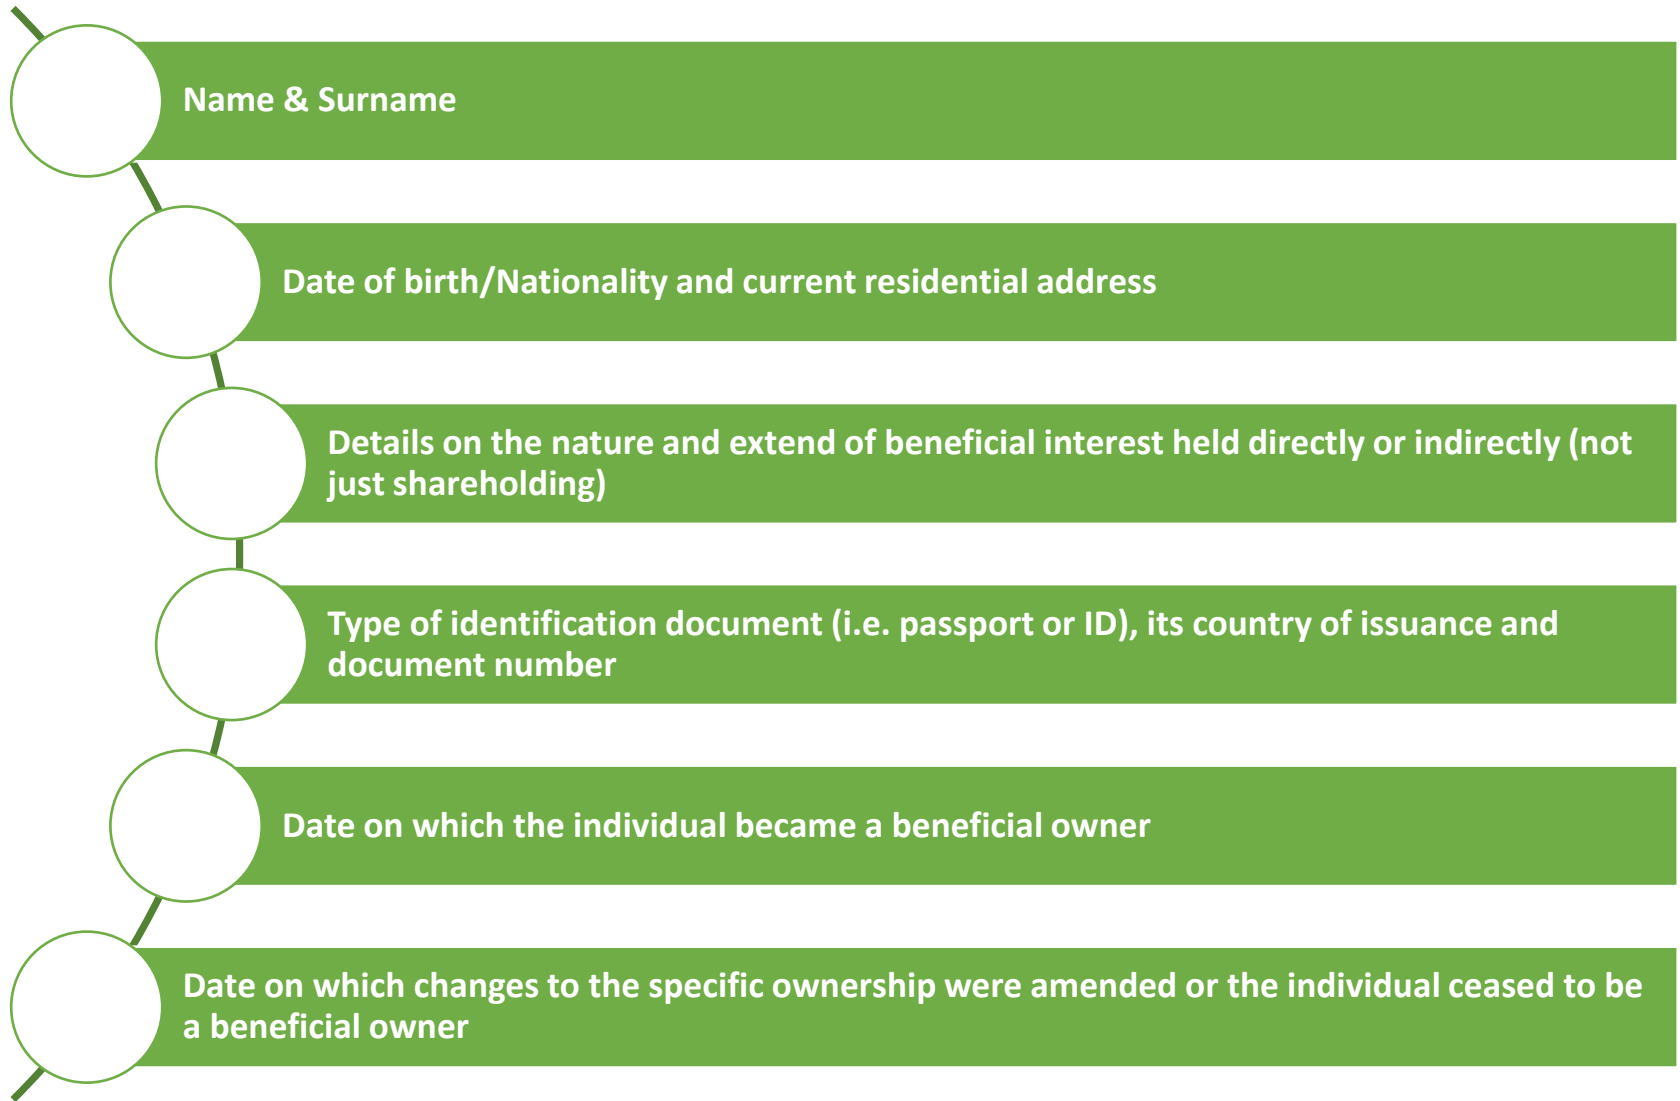 Name & Surname
Date of birth/Nationality and current residential address
Details on the nature and extend of beneficial interest held directly or indirectly (not
just shareholding)
Type of identification document (i.e. passport or ID), its country of issuance and
document number
Date on which the individual became a beneficial owner
Date on which changes to the specific ownership were amended or the individual ceased to be
a beneficial owner